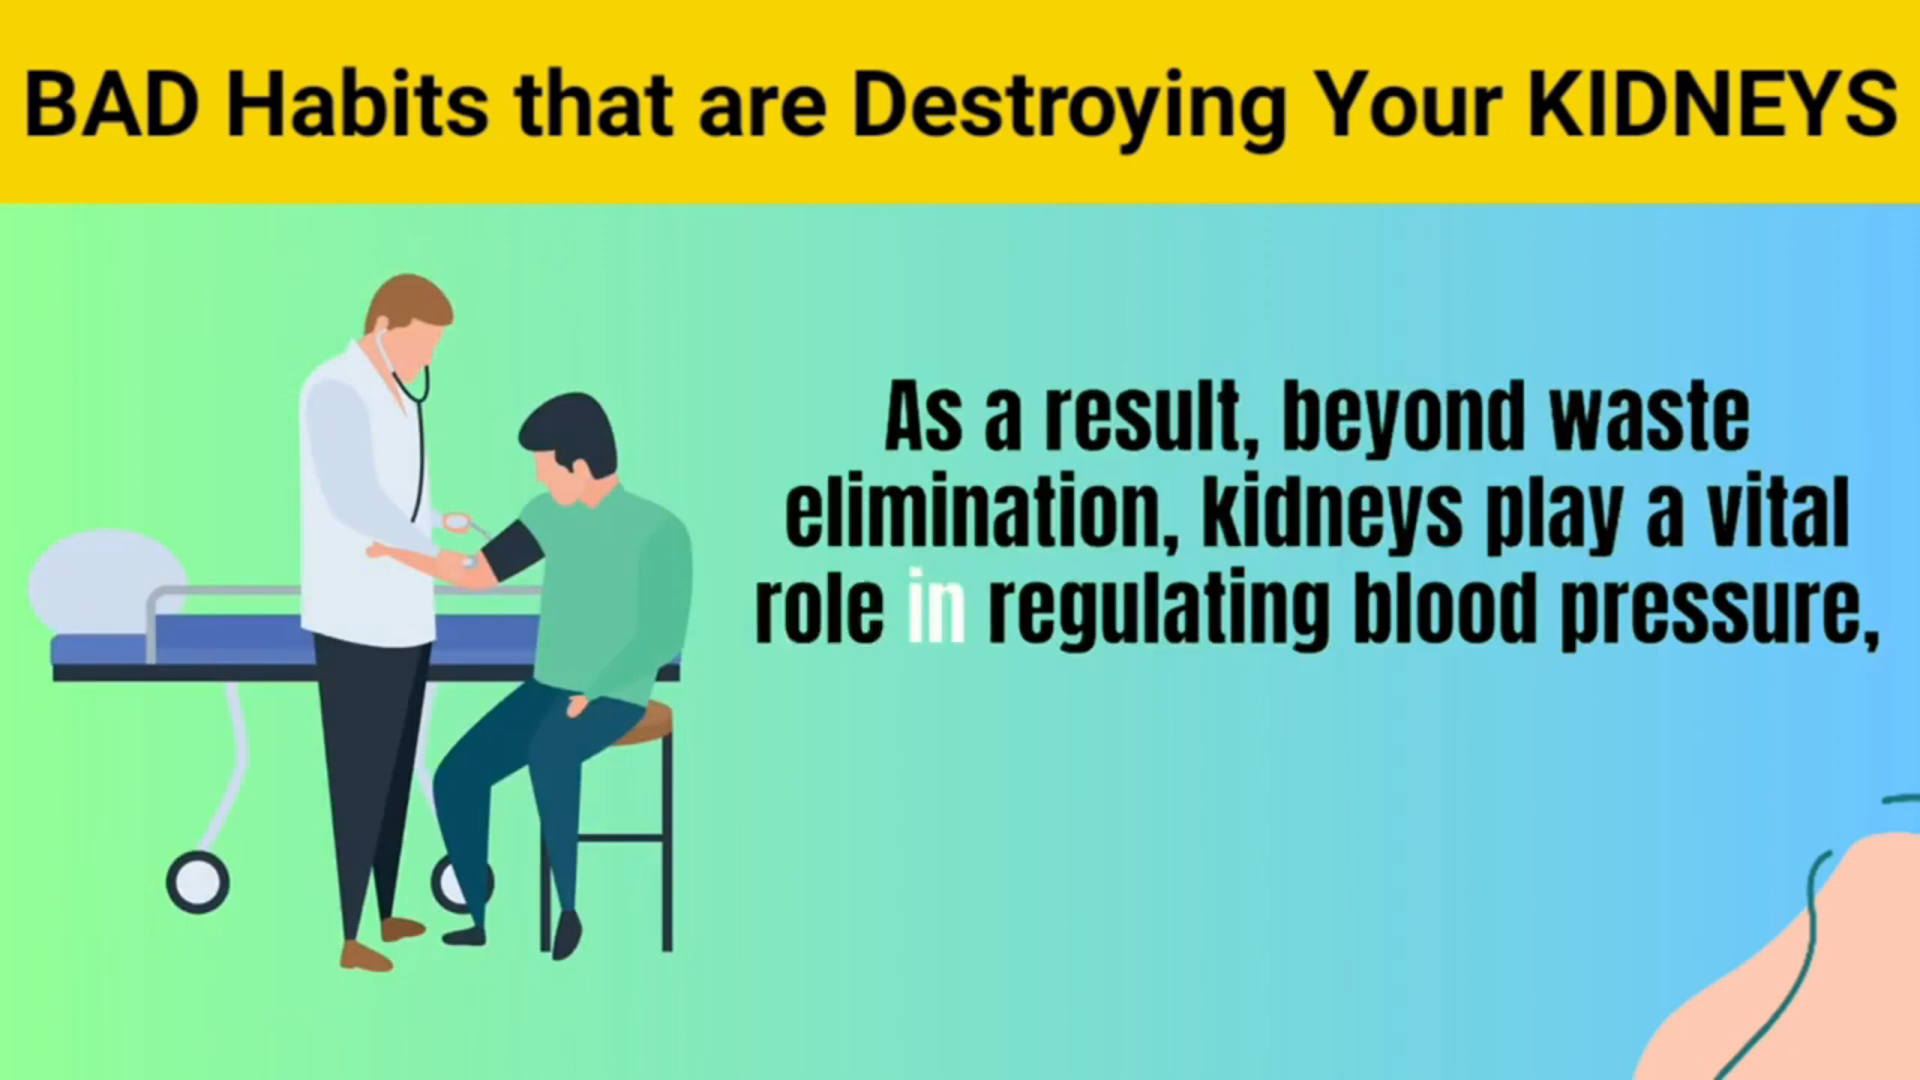 BAD Habits that are Destroying Your KIDNEYS
As a result, beyond waste
elimination, kidneys play a vital
role in regulating blood pressure,